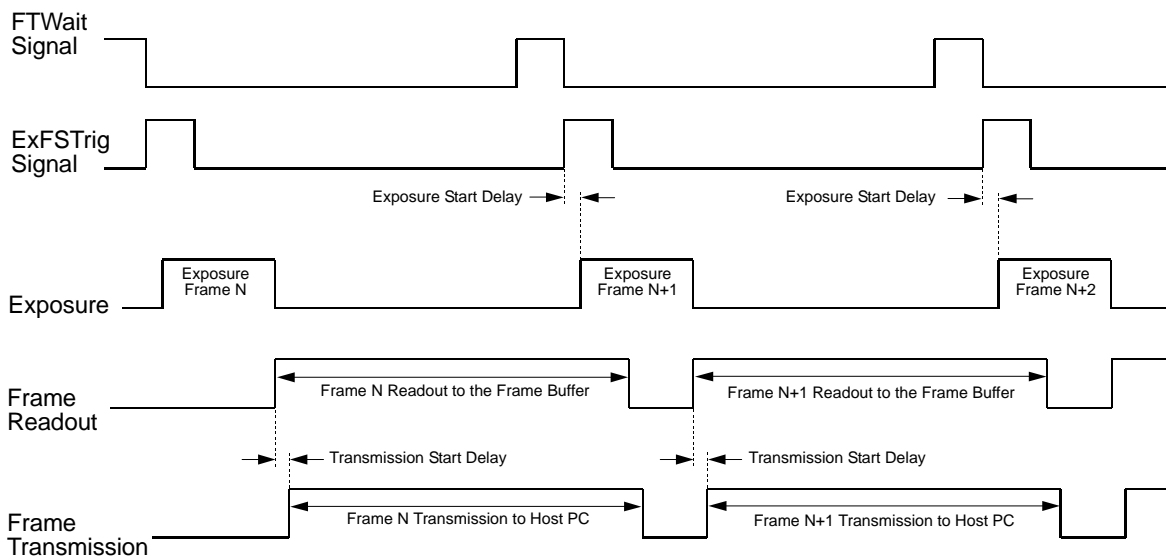 FTWait
Signal
ExFSTrig
Signal
Exposure Start Delay
Exposure Start Delay
Exposure
Exposure
Frame N
Exposure
Frame N+1
Exposure
Frame N+2
Frame
Readout
Frame N Readout to the Frame Buffer
Frame N+1 Readout to the Frame Buffer
Transmission Start Delay
Transmission Start Delay
Frame
Transmission
Frame N Transmission to Host PC
Frame N+1 Transmission to Host PC